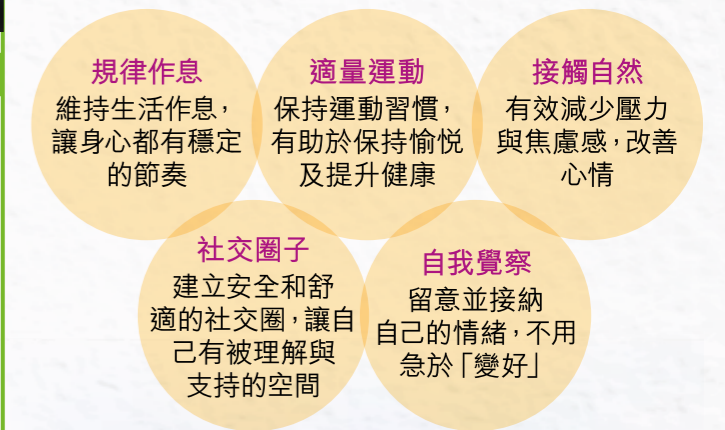 規律作息
維持生活作息，
讓身心都有穩定
的節奏
適量運動
保持運動習慣，
有助於保持愉悅
及提升健康
接觸自然
有效減少壓力
與焦慮感，改善
心情
社交圈子
建立安全和舒
適的社交圈，讓自
己有被理解與
支持的空間
自我覺察
留意並接納
自己的情緒，不用
急於「變好」